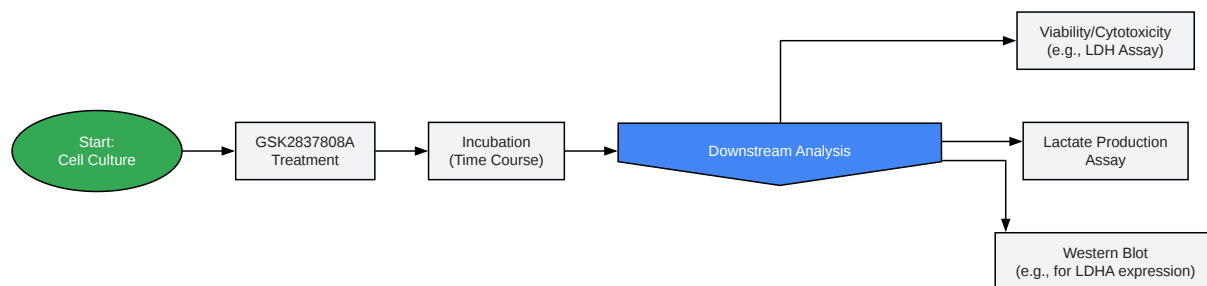 Start:
Cell Culture
GSK2837808A
Treatment
Incubation
(Time Course)
Downstream Analysis
Viability/Cytotoxicity
(e.g., LDH Assay)
Lactate Production
Assay
Western Blot
(e.g., for LDHA expression)